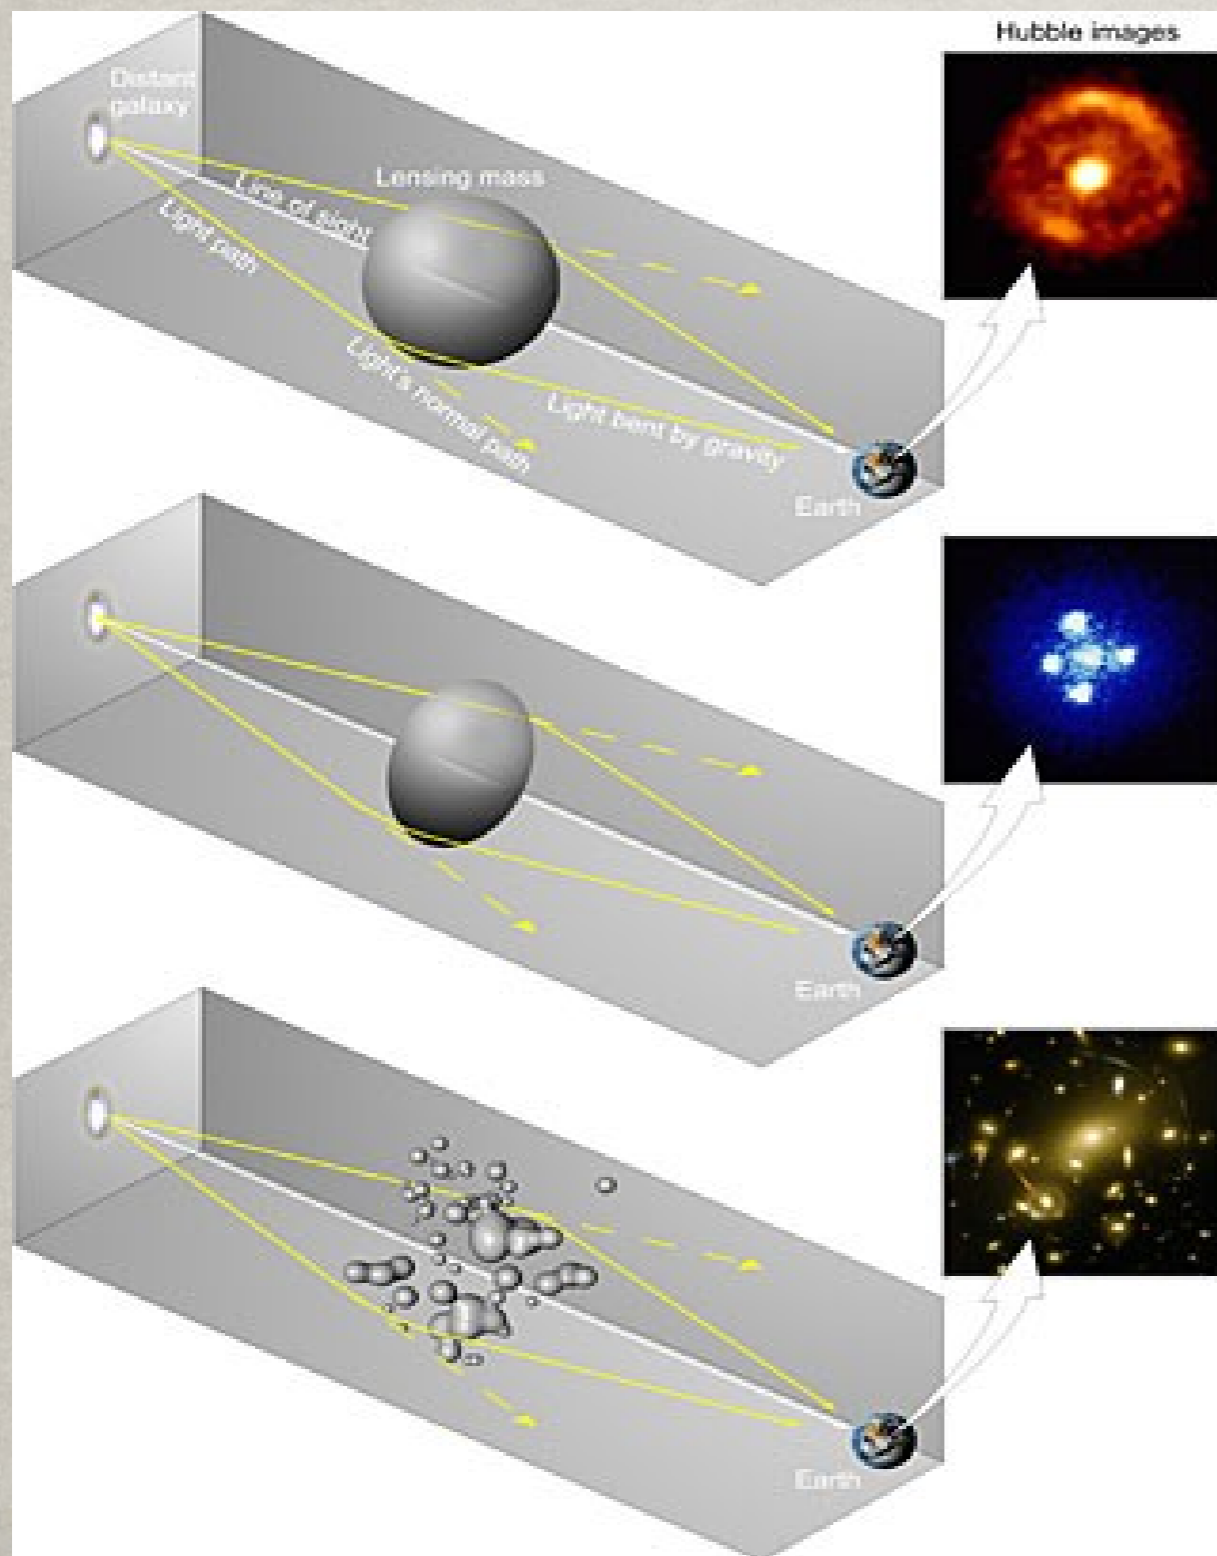 Hubble images
Distant
galaxy
Lensing mass
Line of sight
Light path
Light's normal path
Light bent by gravity
Earth
Earth
Earth